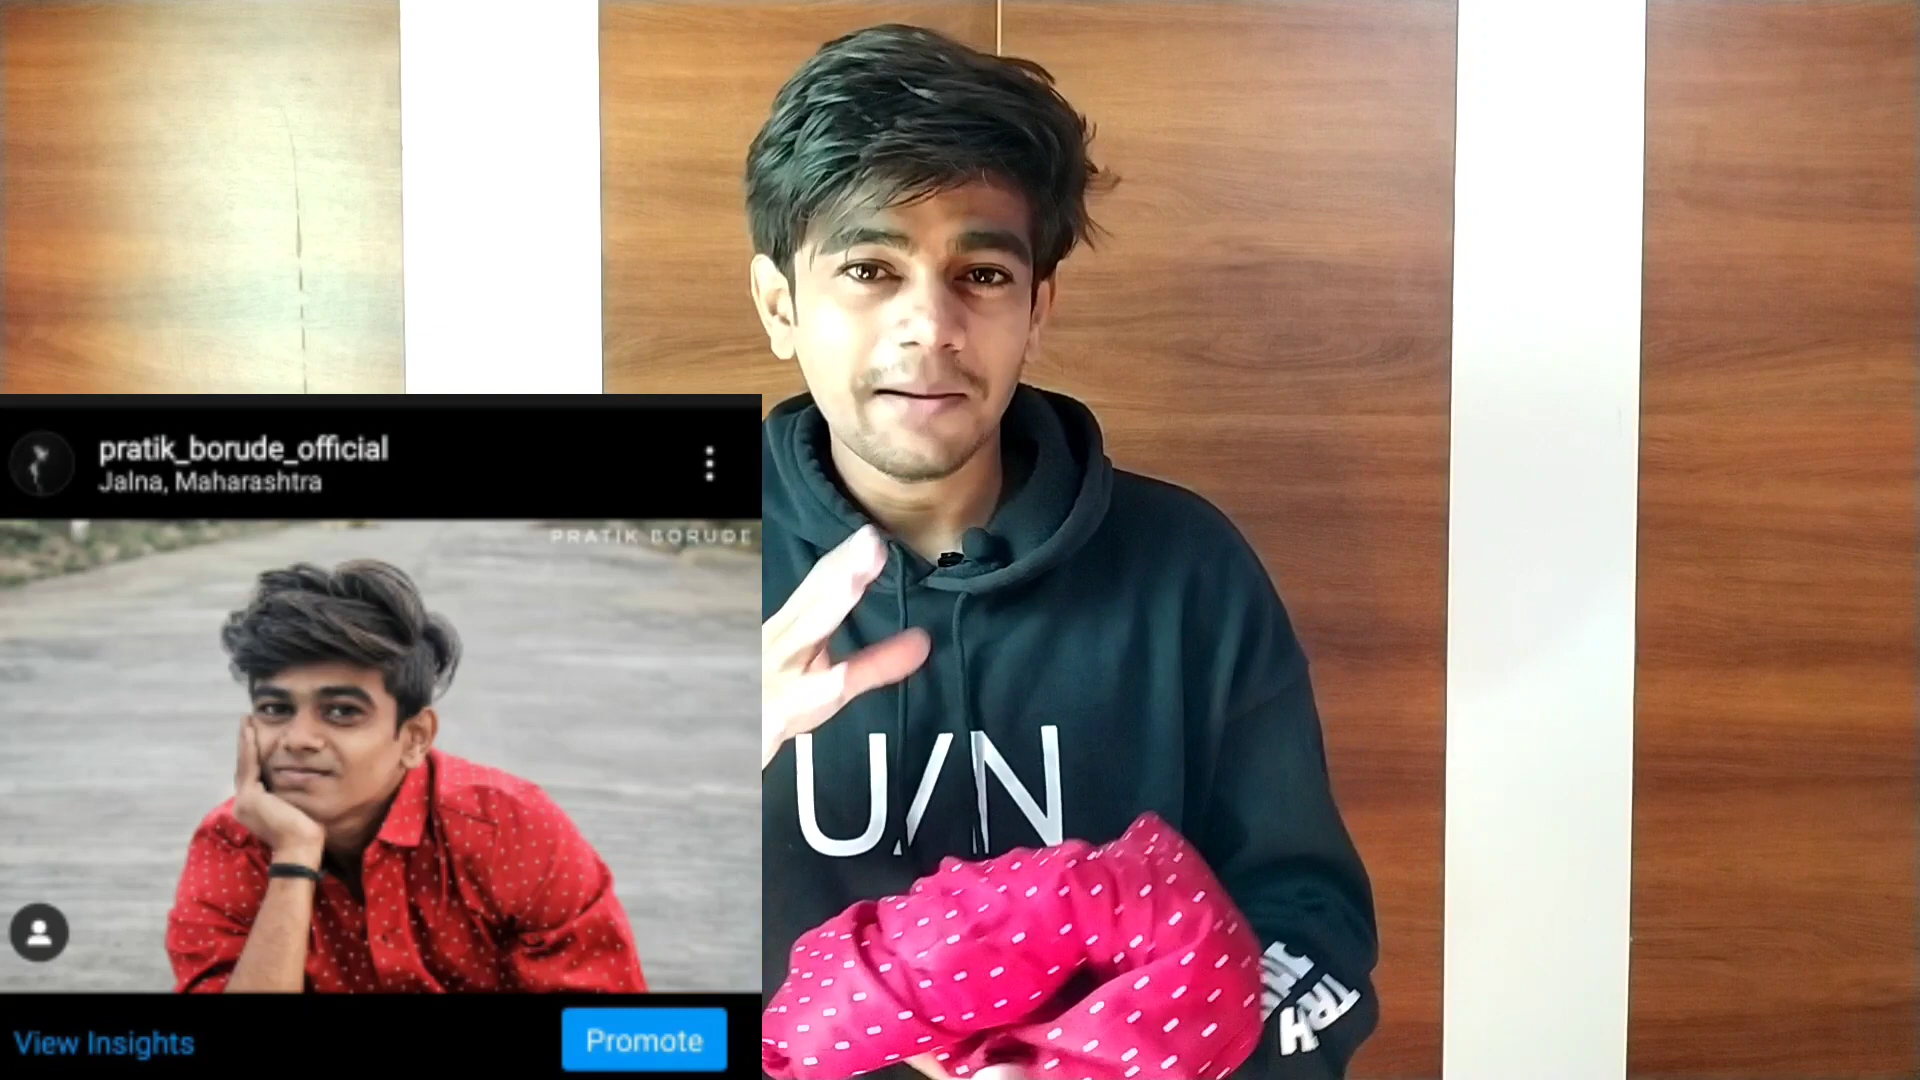 pratik_borude_official
Jalna, Maharashtra
PRATIK BORUDE
View Insights
Promote